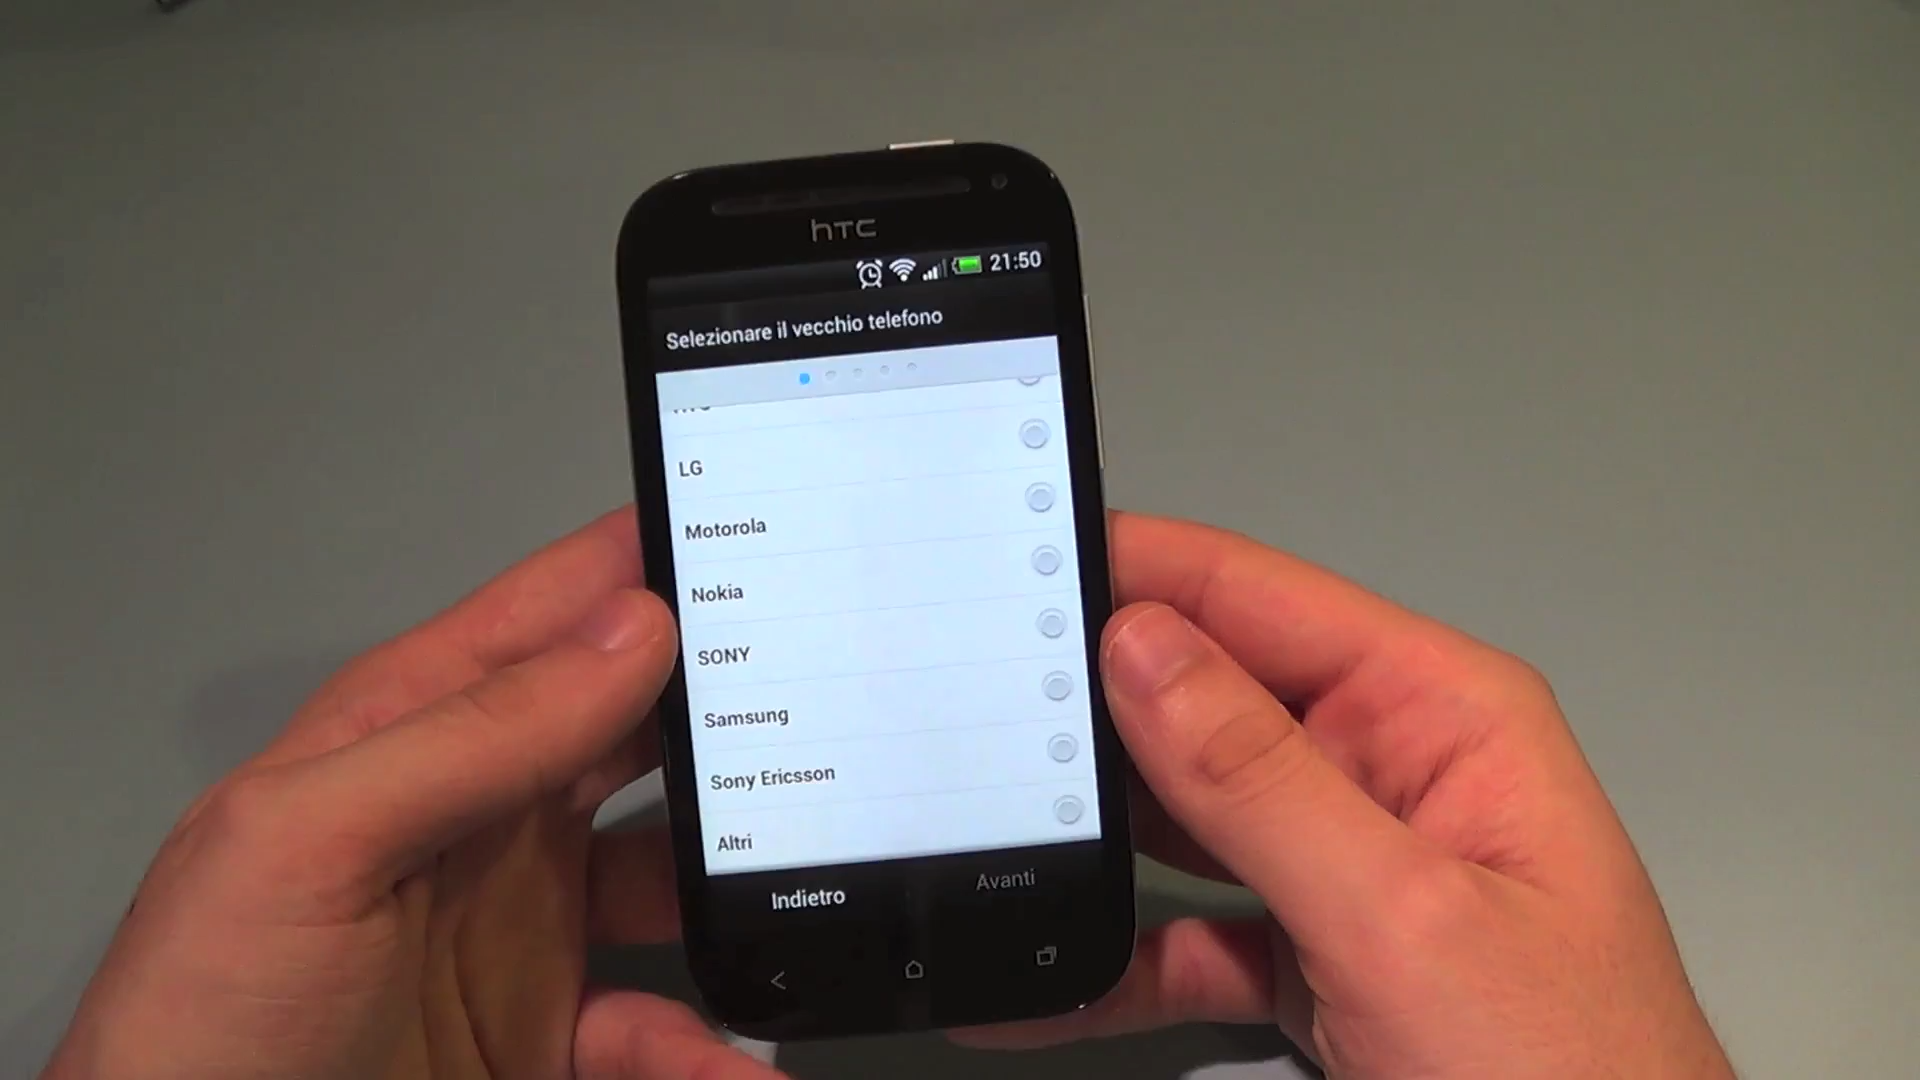 hTC
21:50
Selezionare il vecchio telefono
LG
Motorola
Nokia
SONY
Samsung
Sony Ericsson
Altri
Indietro
Avanti